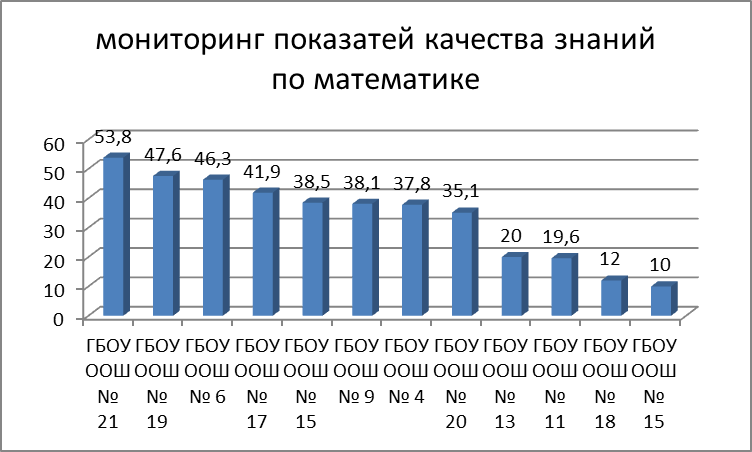 мониторинг показатей качества знаний
по математике
53,8
47,6
46,3
41,9
38,5
38,1
37,8
35,1
20
19,6
12
10
60
50
40
30
20
10
0
ГБОУ
ООШ
№
21
ГБОУ
ООШ
№
19
ГБОУ
ООШ
№ 6
ГБОУ
ООШ
№
17
ГБОУ
ООШ
№
15
ГБОУ
ООШ
№ 9
ГБОУ
ООШ
№ 4
ГБОУ
ООШ
№
20
ГБОУ
ООШ
№
13
ГБОУ
ООШ
№
11
ГБОУ
ООШ
№
18
ГБОУ
ООШ
№
15